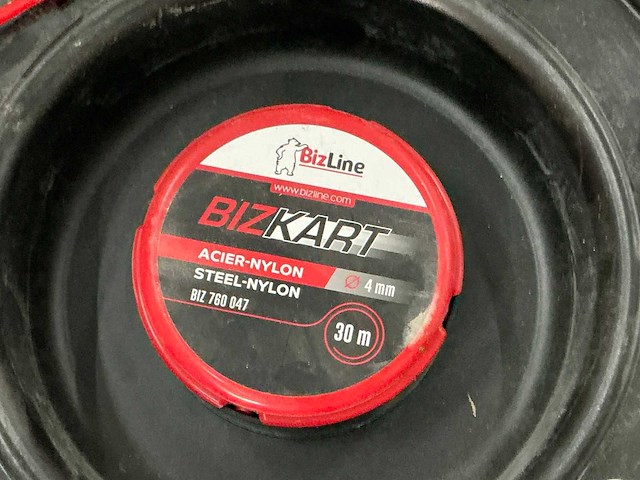 BizLine
www.bizline.com
BIZKART
ACIER-NYLON
STEEL-NYLON
Ø 4 mm
BIZ 760 047
30 m